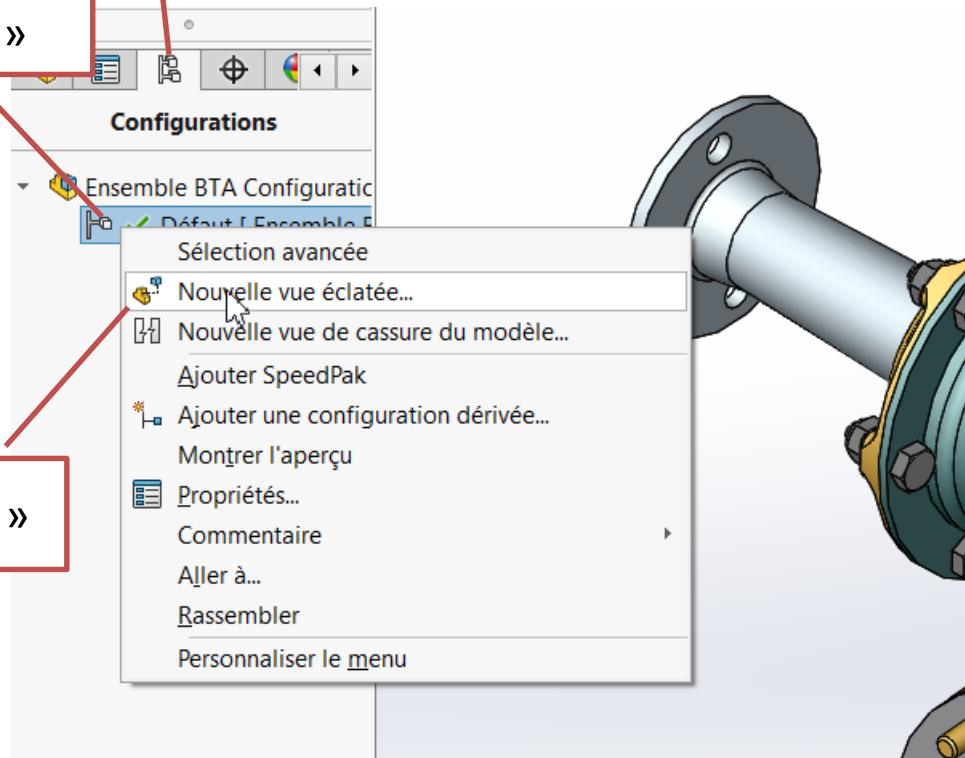 »
Configurations
Ensemble BTA Configuratic
Défaut [ Ensemble
Sélection avancée
Nouvelle vue éclatée...
Nouvelle vue de cassure du modèle...
Ajouter SpeedPak
Ajouter une configuration dérivée...
Montrer l'aperçu
Propriétés...
»
Commentaire
Aller à...
Rassembler
Personnaliser le menu